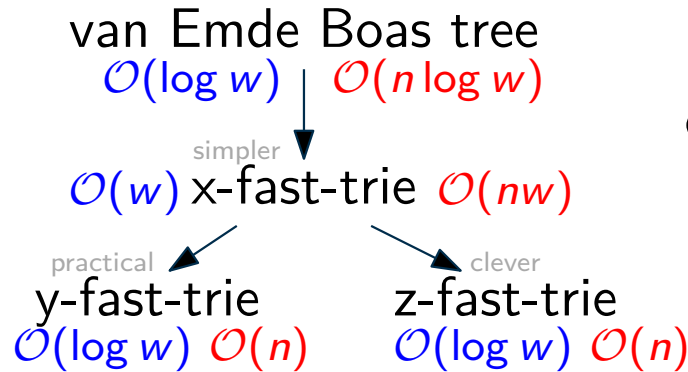 van Emde Boas tree
𝒪(log w) 𝒪(n log w)
simpler
𝒪(w) x-fast-trie 𝒪(nw)
practical clever
y-fast-trie z-fast-trie
𝒪(log w) 𝒪(n) 𝒪(log w) 𝒪(n)